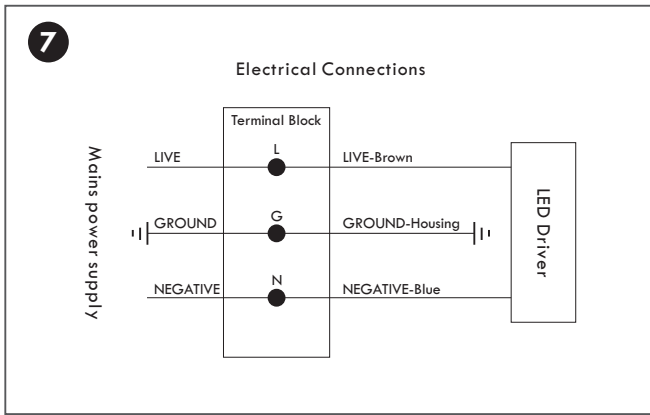 7
Electrical Connections
Terminal Block
Mains power supply
LIVE
L
LIVE-Brown
GROUND
G
GROUND-Housing
NEGATIVE
N
NEGATIVE-Blue
LED Driver